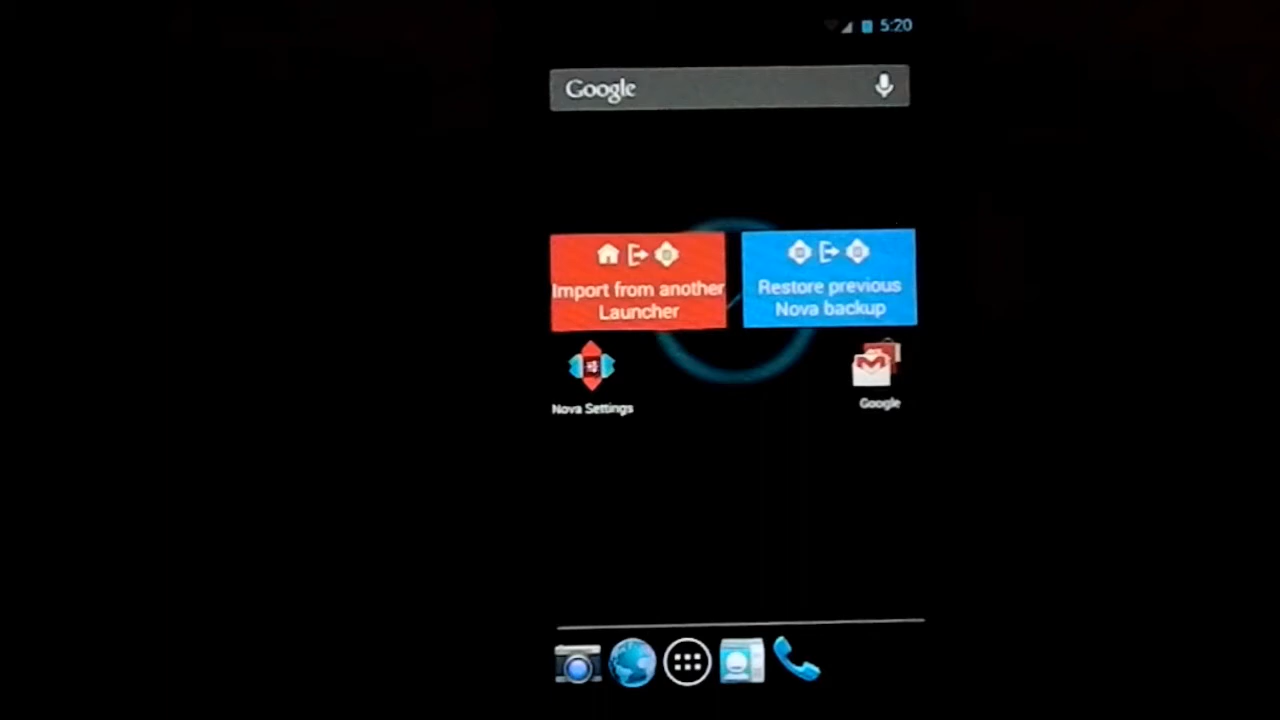 5:20
Google
Import from another
Launcher
Restore previous
Nova backup
Nova Settings
Google